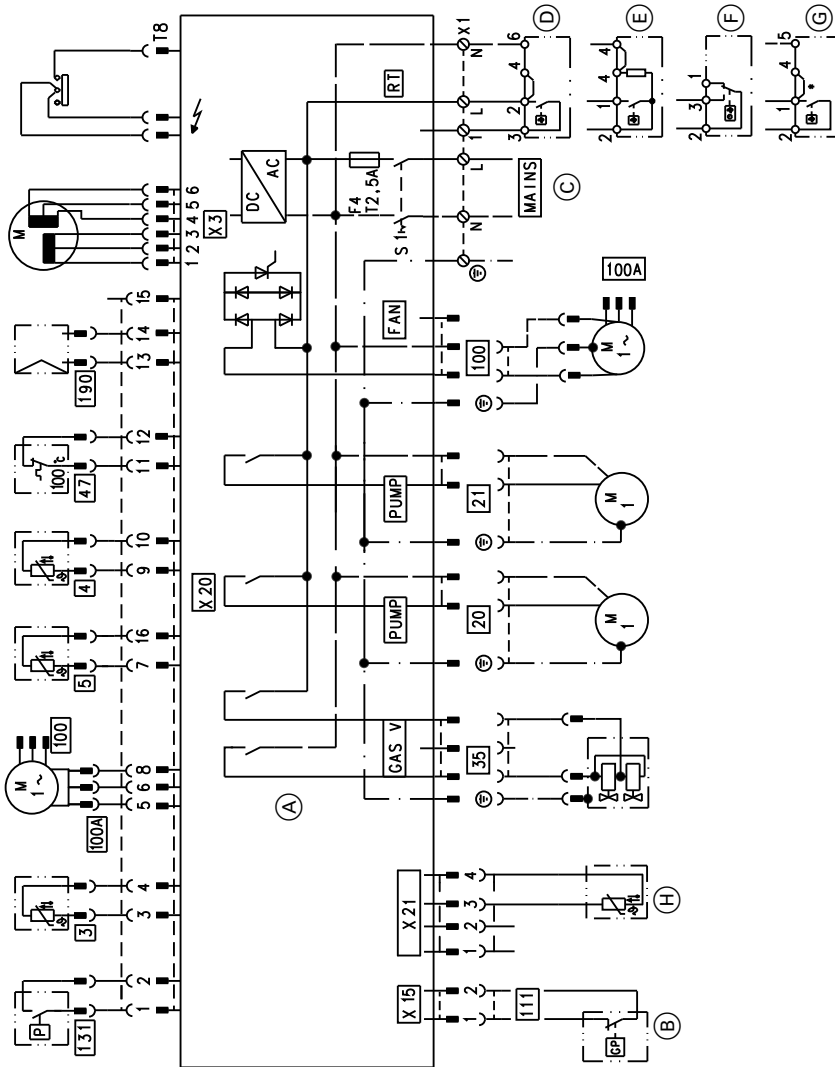 T8
M
1 2 3 4 5 6
X3
190
13 14 15
100°C
47
11 12
4
9 10
5
7 16
M
1~
100
100A
5 6 8
3
3 4
P
131
1 2
DC
AC
RT
F4
T2,5A
S1
X20
A
FAN
PUMP
PUMP
GAS V
X21
X15
X1
N
L
1
L
N
MAINS
C
D
6
4
2
3
E
4
4
1
2
F
1
3
2
G
5
4
*
1
2
100
100A
M
1~
21
M
1
20
M
1
35
1 2 3 4
H
1 2
111
GP
B